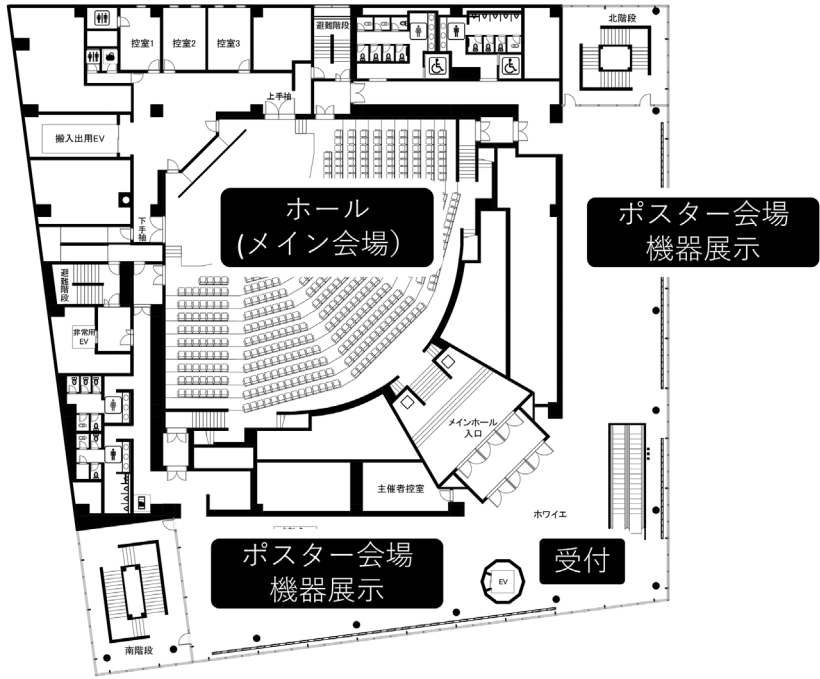 北階段
避難階段
控室1
控室2
控室3
上手袖
搬入出用EV
ホール
(メイン会場）
ポスター会場
機器展示
下手袖
避難階段
非常用
EV
メインホール
入口
主催者控室
ホワイエ
ポスター会場
機器展示
受付
EV
南階段